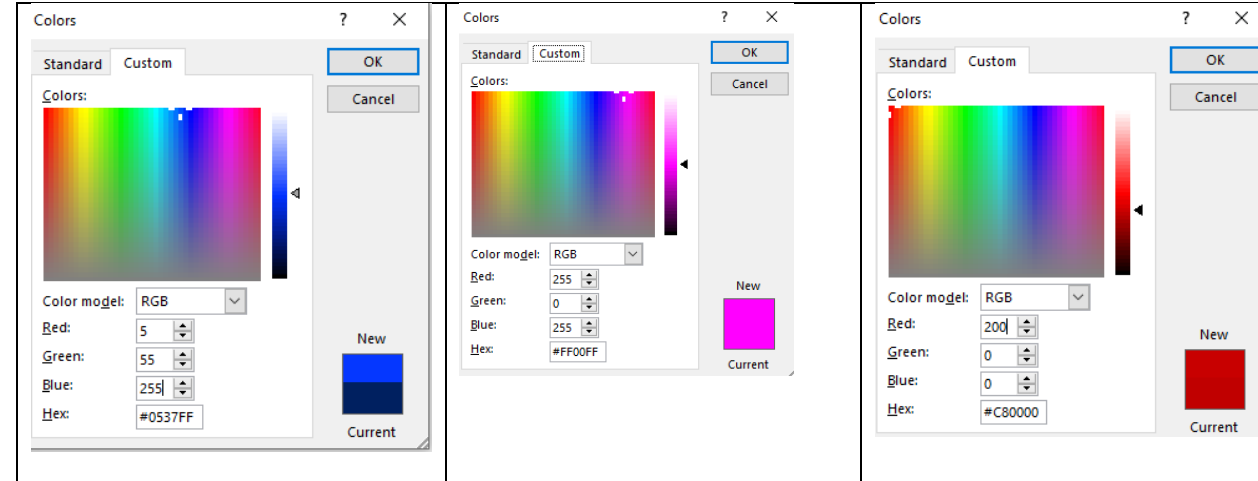 Colors ? ×
Standard Custom
OK
Colors:
Cancel
Color model: RGB
Red: 5
Green: 55
Blue: 255
Hex: #0537FF
New
Current
Colors ? ×
Standard Custom
OK
Colors:
Cancel
Color model: RGB
Red: 255
Green: 0
Blue: 255
Hex: #FF00FF
New
Current
Colors ? ×
Standard Custom
OK
Colors:
Cancel
Color model: RGB
Red: 200
Green: 0
Blue: 0
Hex: #C80000
New
Current